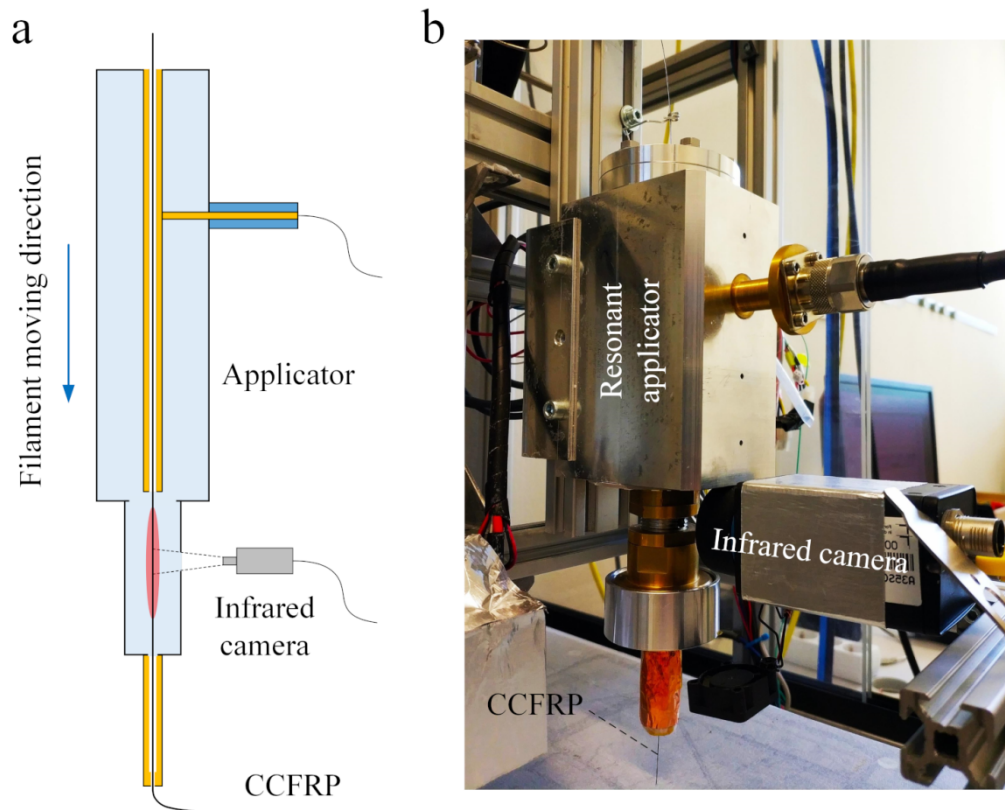 a
Filament moving direction
Applicator
Infrared
camera
CCFRP
b
Resonant
applicator
Infrared camera
CCFRP